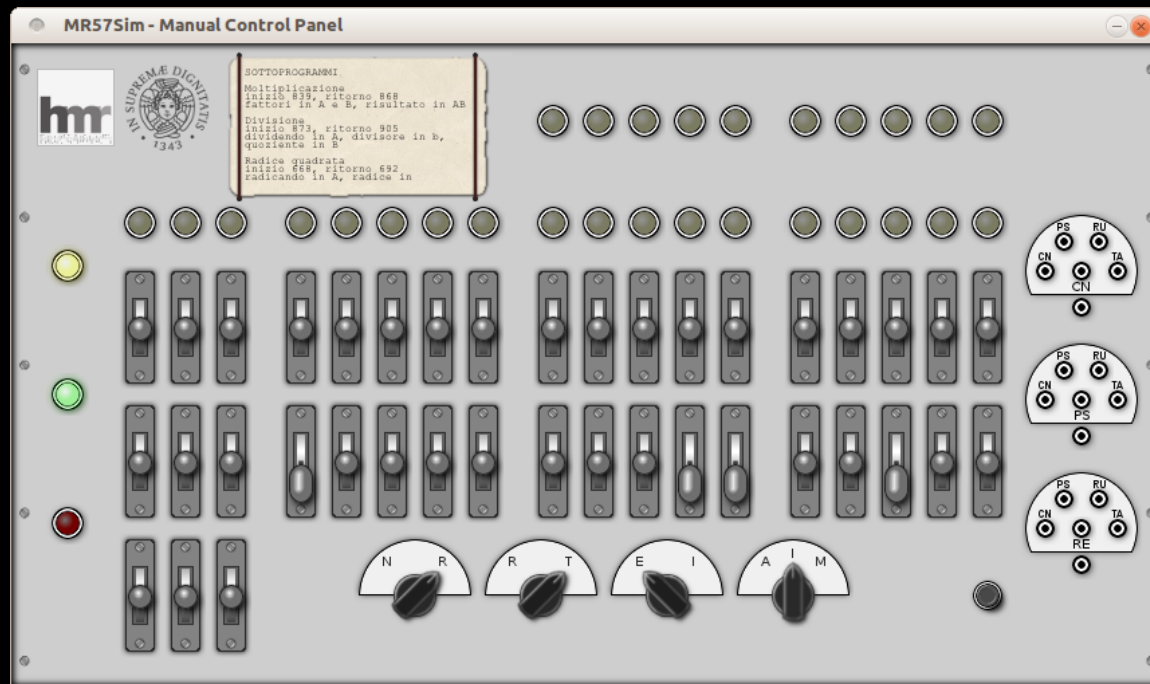 MR57Sim - Manual Control Panel
hmr
IN SUPREMÆ DIGNITATIS
1343
SOTTOPROGRAMMI
Moltiplicazione
inizio 839, ritorno 868
fattori in A e B, risultato in AB
Divisione
inizio 873, ritorno 905
dividendo in A, divisore in b,
quoziente in B
Radice quadrata
inizio 668, ritorno 692
radicando in A, radice in
PS RU
CN TA
CN
PS RU
CN TA
PS
PS RU
CN TA
RE
N R R T E I A I M